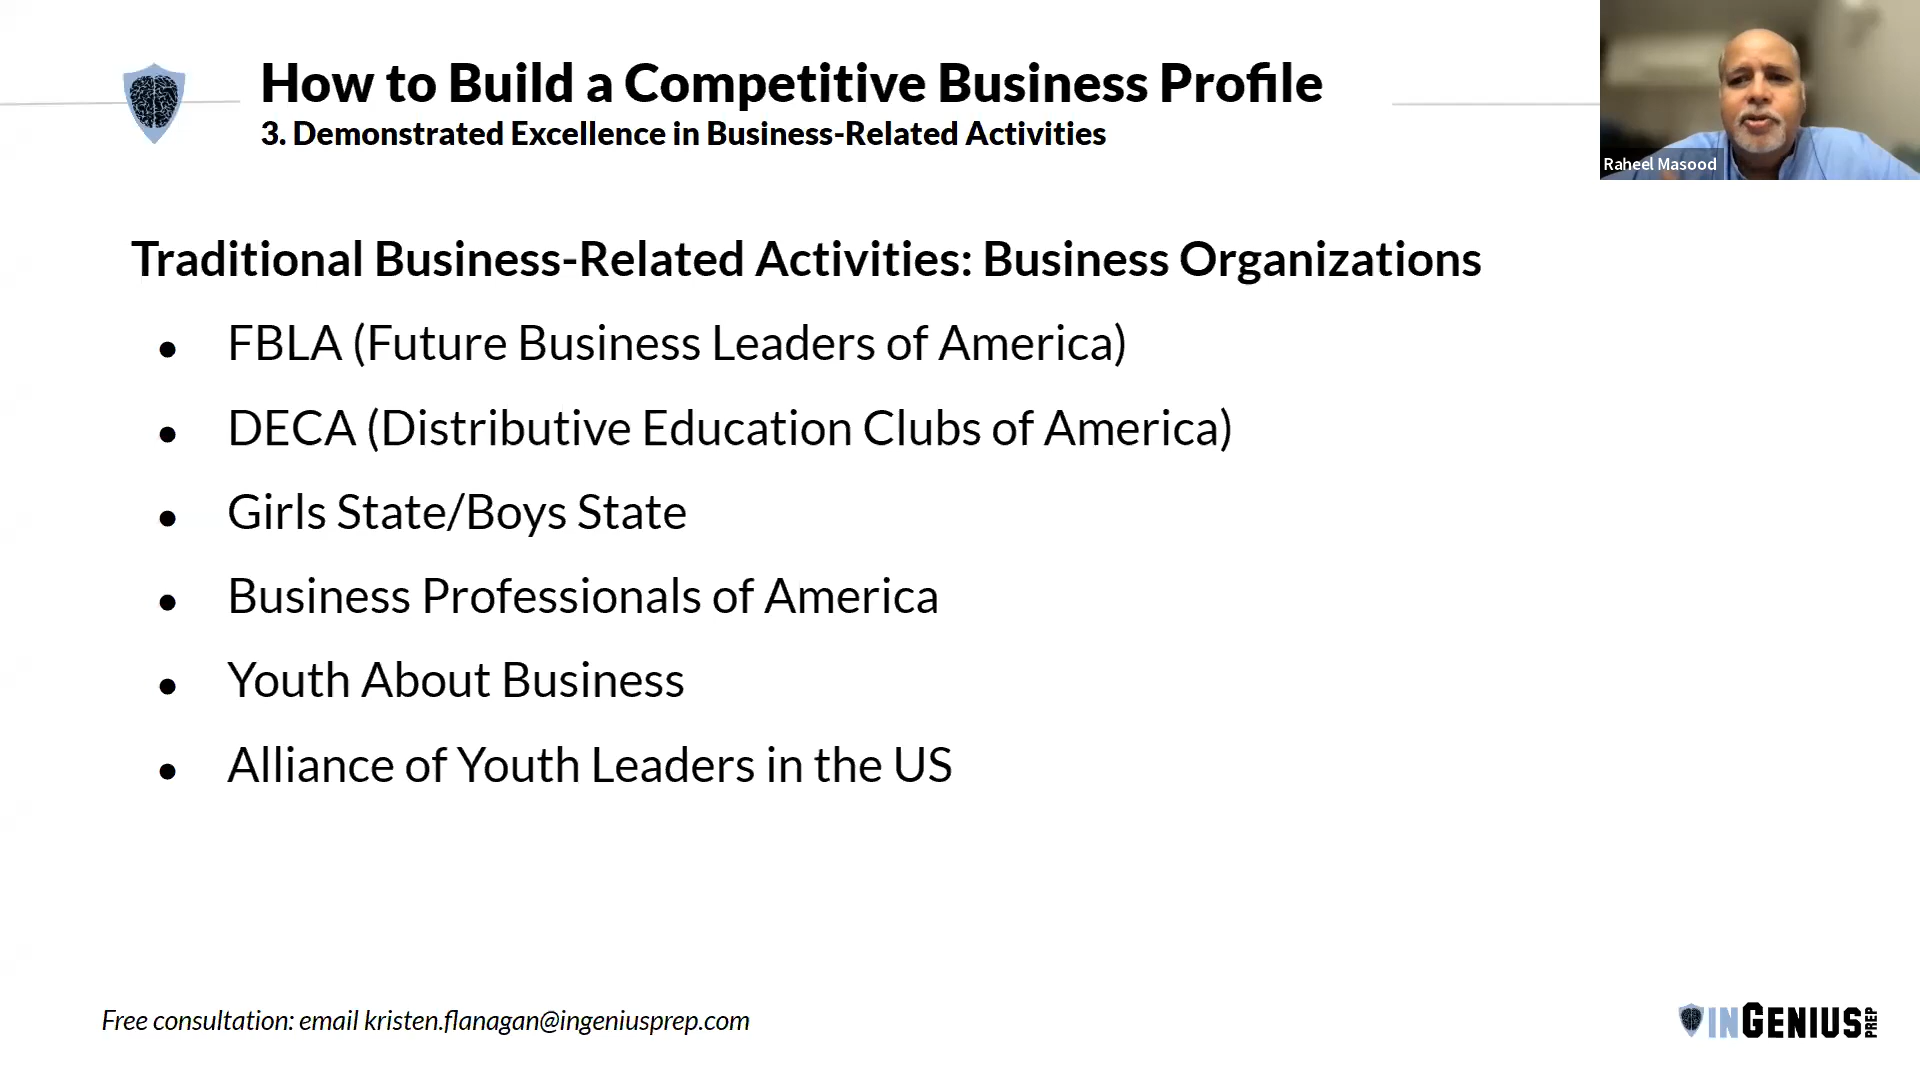 How to Build a Competitive Business Profile
3. Demonstrated Excellence in Business-Related Activities
Raheel Masood
Traditional Business-Related Activities: Business Organizations
● FBLA (Future Business Leaders of America)
● DECA (Distributive Education Clubs of America)
● Girls State/Boys State
● Business Professionals of America
● Youth About Business
● Alliance of Youth Leaders in the US
Free consultation: email kristen.flanagan@ingeniusprep.com
INGENIUS PREP